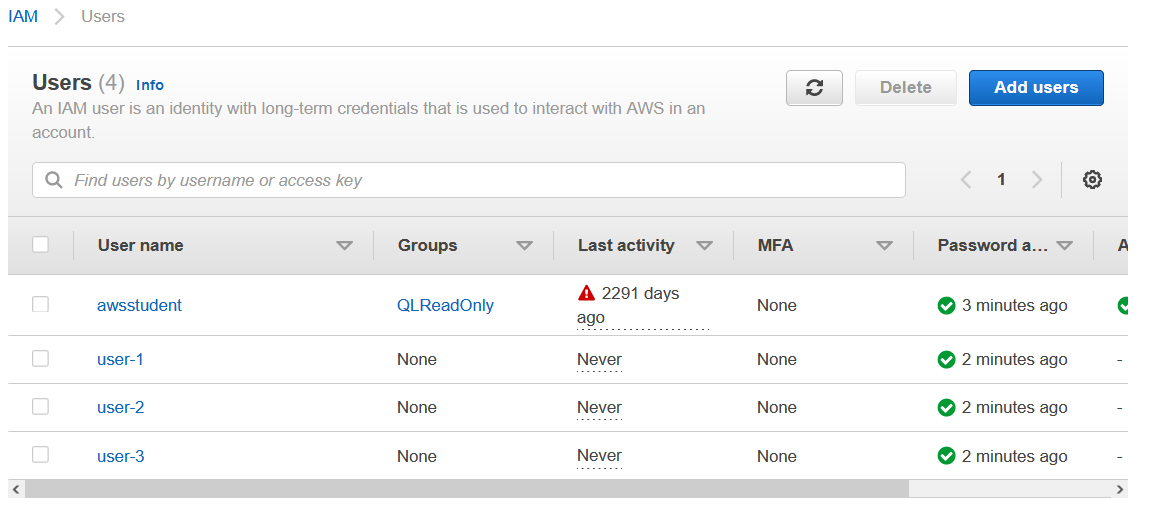 IAM > Users
Users (4) Info
Delete
Add users
An IAM user is an identity with long-term credentials that is used to interact with AWS in an
account.
Find users by username or access key
1
User name Groups Last activity MFA Password a... A
awsstudent QLReadOnly 2291 days
ago None 3 minutes ago
user-1 None Never None 2 minutes ago -
user-2 None Never None 2 minutes ago -
user-3 None Never None 2 minutes ago -